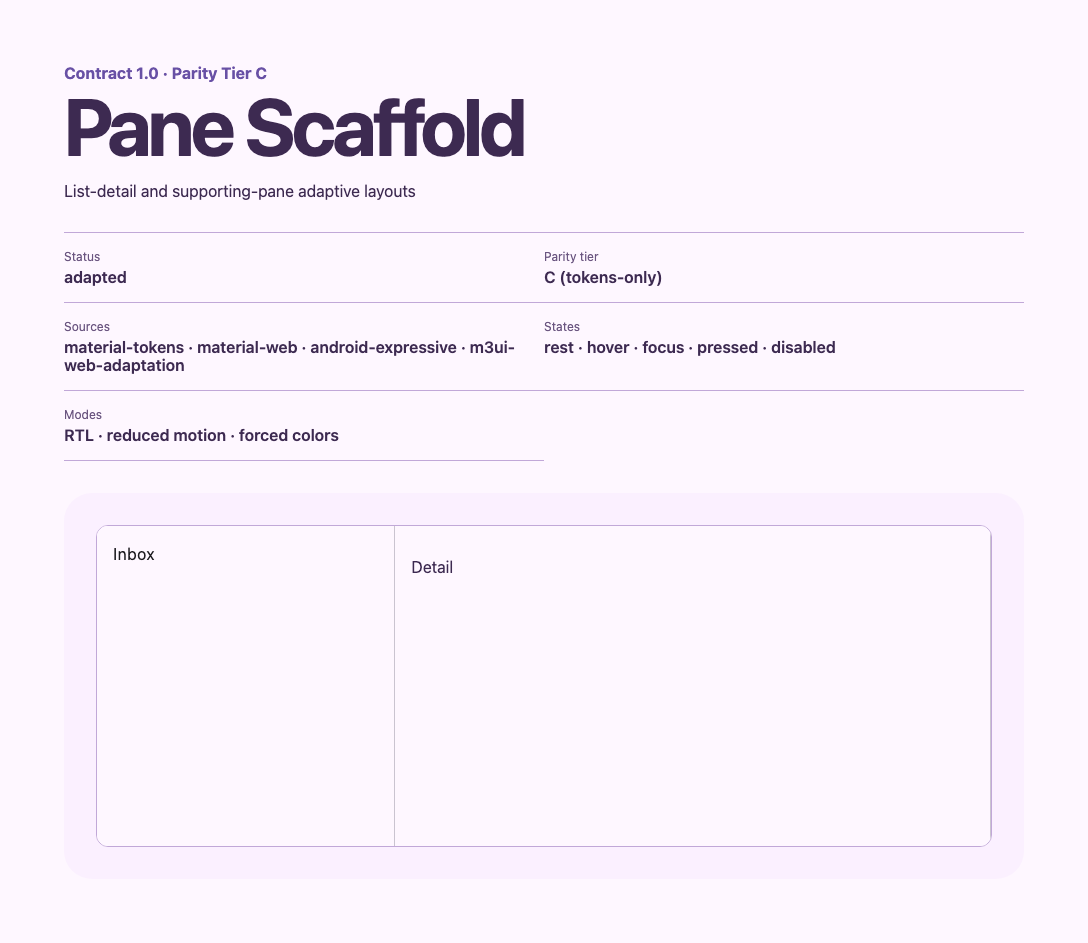 Contract 1.0 · Parity Tier C
Pane Scaffold
List-detail and supporting-pane adaptive layouts
Status
adapted
Parity tier
C (tokens-only)
Sources
material-tokens · material-web · android-expressive · m3ui-
web-adaptation
States
rest · hover · focus · pressed · disabled
Modes
RTL · reduced motion · forced colors
Inbox
Detail